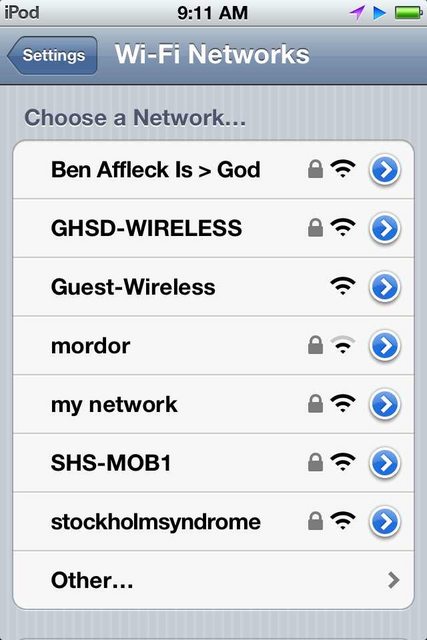 iPod 9:11 AM
Settings Wi-Fi Networks
Choose a Network...
Ben Affleck Is > God
GHSD-WIRELESS
Guest-Wireless
mordor
my network
SHS-MOB1
stockholmsyndrome
Other...